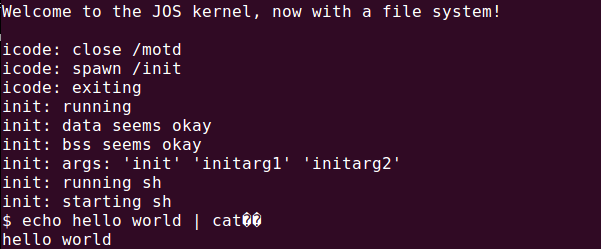 Welcome to the JOS kernel, now with a file system!
icode: close /motd
icode: spawn /init
icode: exiting
init: running
init: data seems okay
init: bss seems okay
init: args: 'init' 'initarg1' 'initarg2'
init: running sh
init: starting sh
$ echo hello world | cat��
hello world